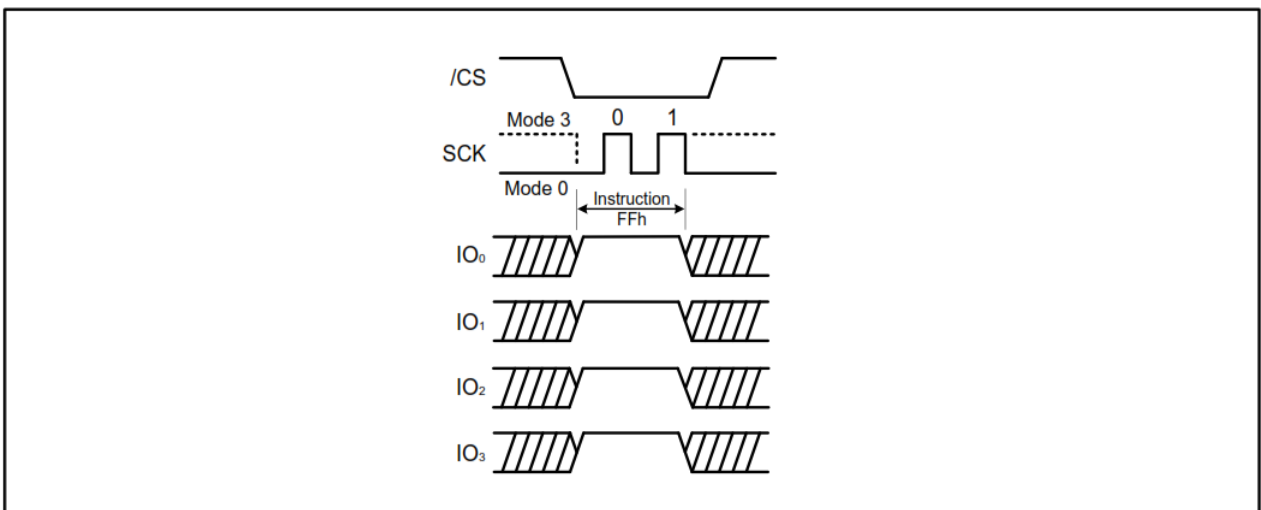 /CS
Mode 3 0 1
SCK
Mode 0
Instruction
FFh
IO₀
IO₁
IO₂
IO₃